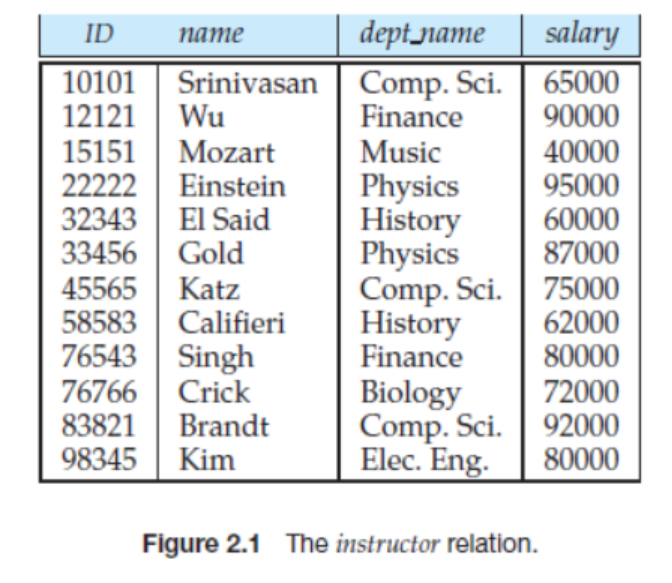 ID name dept_name salary
10101 Srinivasan Comp. Sci. 65000
12121 Wu Finance 90000
15151 Mozart Music 40000
22222 Einstein Physics 95000
32343 El Said History 60000
33456 Gold Physics 87000
45565 Katz Comp. Sci. 75000
58583 Califieri History 62000
76543 Singh Finance 80000
76766 Crick Biology 72000
83821 Brandt Comp. Sci. 92000
98345 Kim Elec. Eng. 80000
Figure 2.1 The instructor relation.